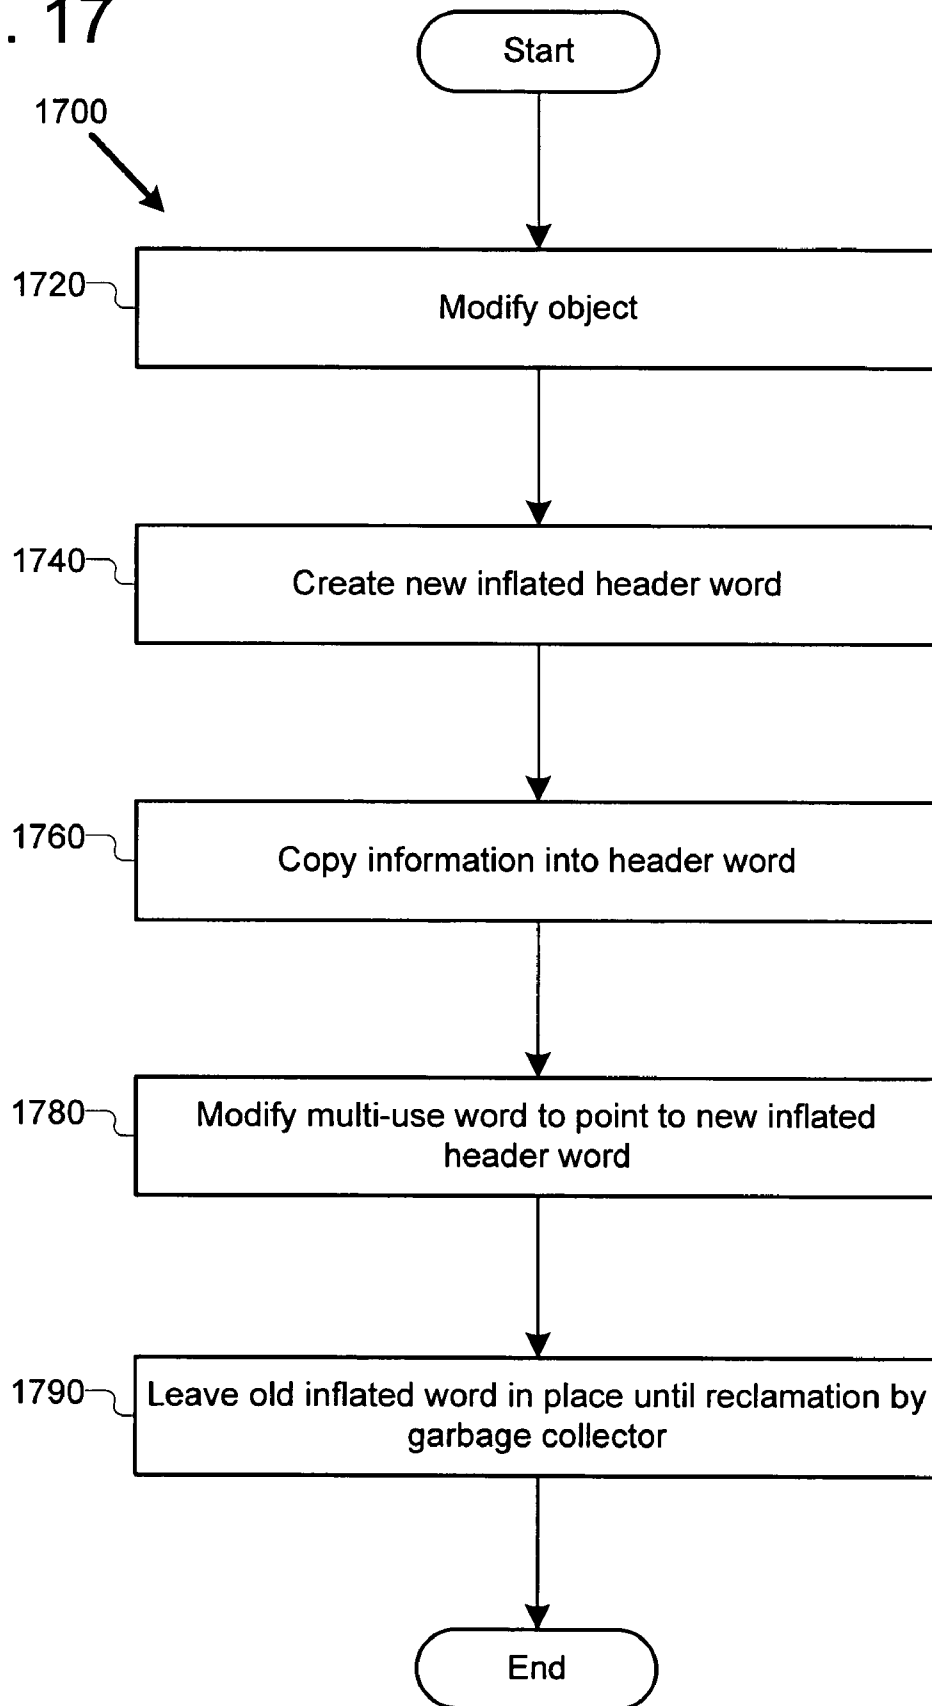 . 17
Start
1700
1720
Modify object
1740
Create new inflated header word
1760
Copy information into header word
1780
Modify multi-use word to point to new inflated
header word
1790
Leave old inflated word in place until reclamation by
garbage collector
End